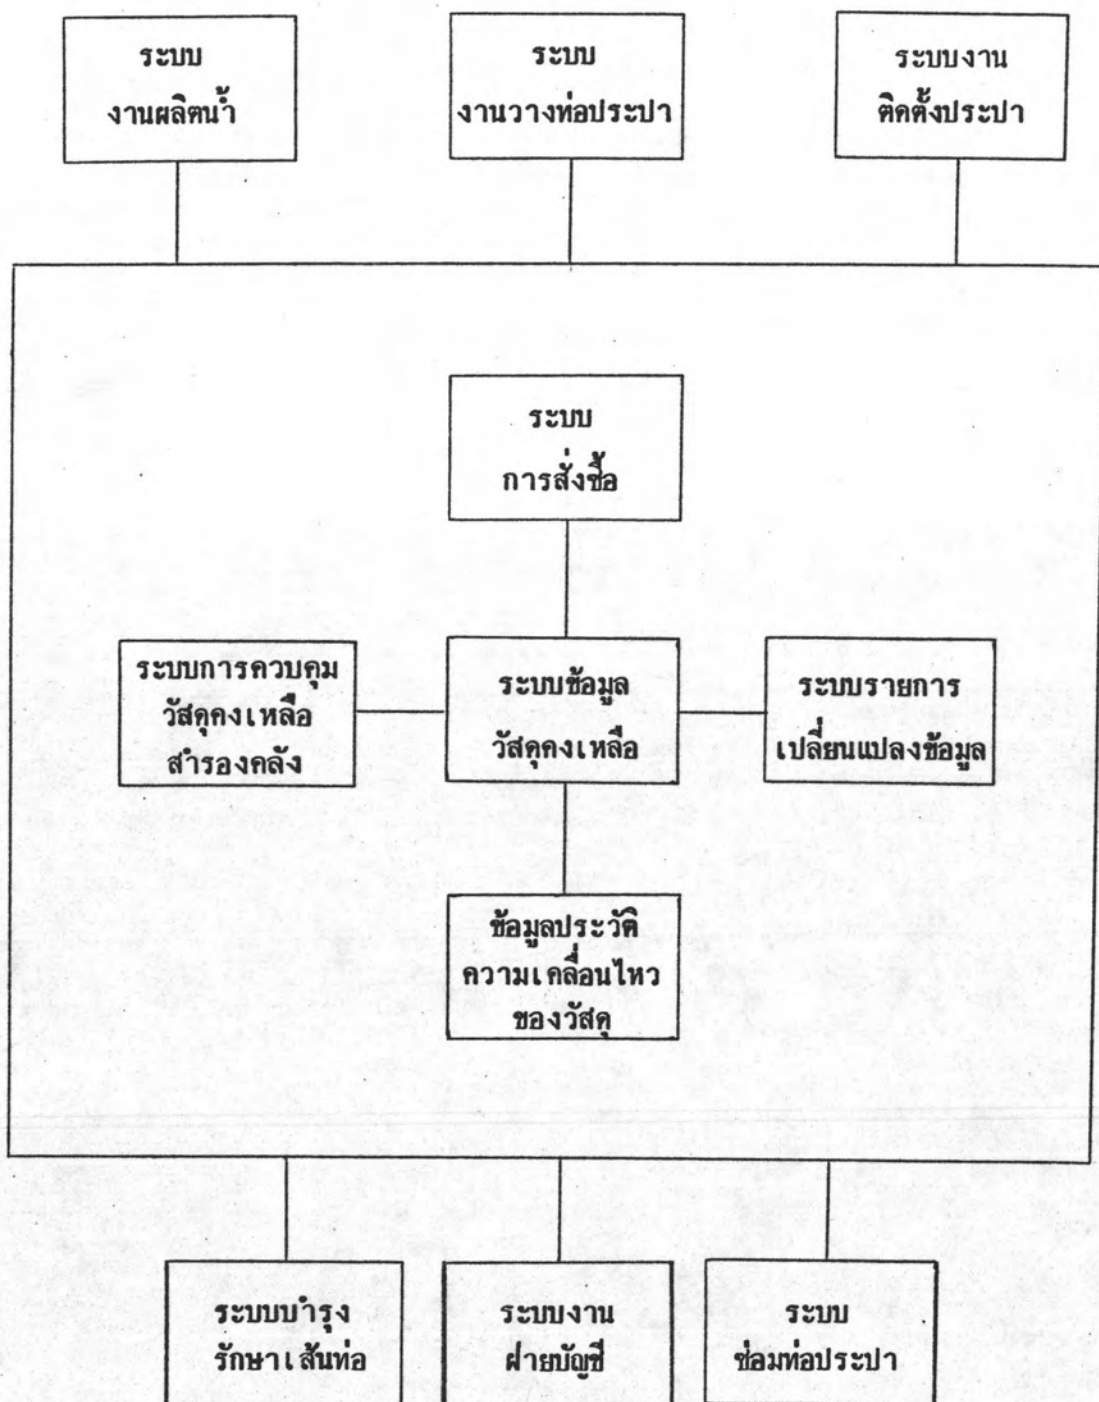 ระบบ
งานผลิตน้ำ
ระบบ
งานวางท่อประปา
ระบบงาน
ติดตั้งประปา
ระบบ
การสั่งซื้อ
ระบบการควบคุม
วัสดุคงเหลือ
สำรองคลัง
ระบบข้อมูล
วัสดุคงเหลือ
ระบบรายการ
เปลี่ยนแปลงข้อมูล
ข้อมูลประวัติ
ความเคลื่อนไหว
ของวัสดุ
ระบบบำรุง
รักษาเส้นท่อ
ระบบงาน
ฝ่ายบัญชี
ระบบ
ซ่อมท่อประปา